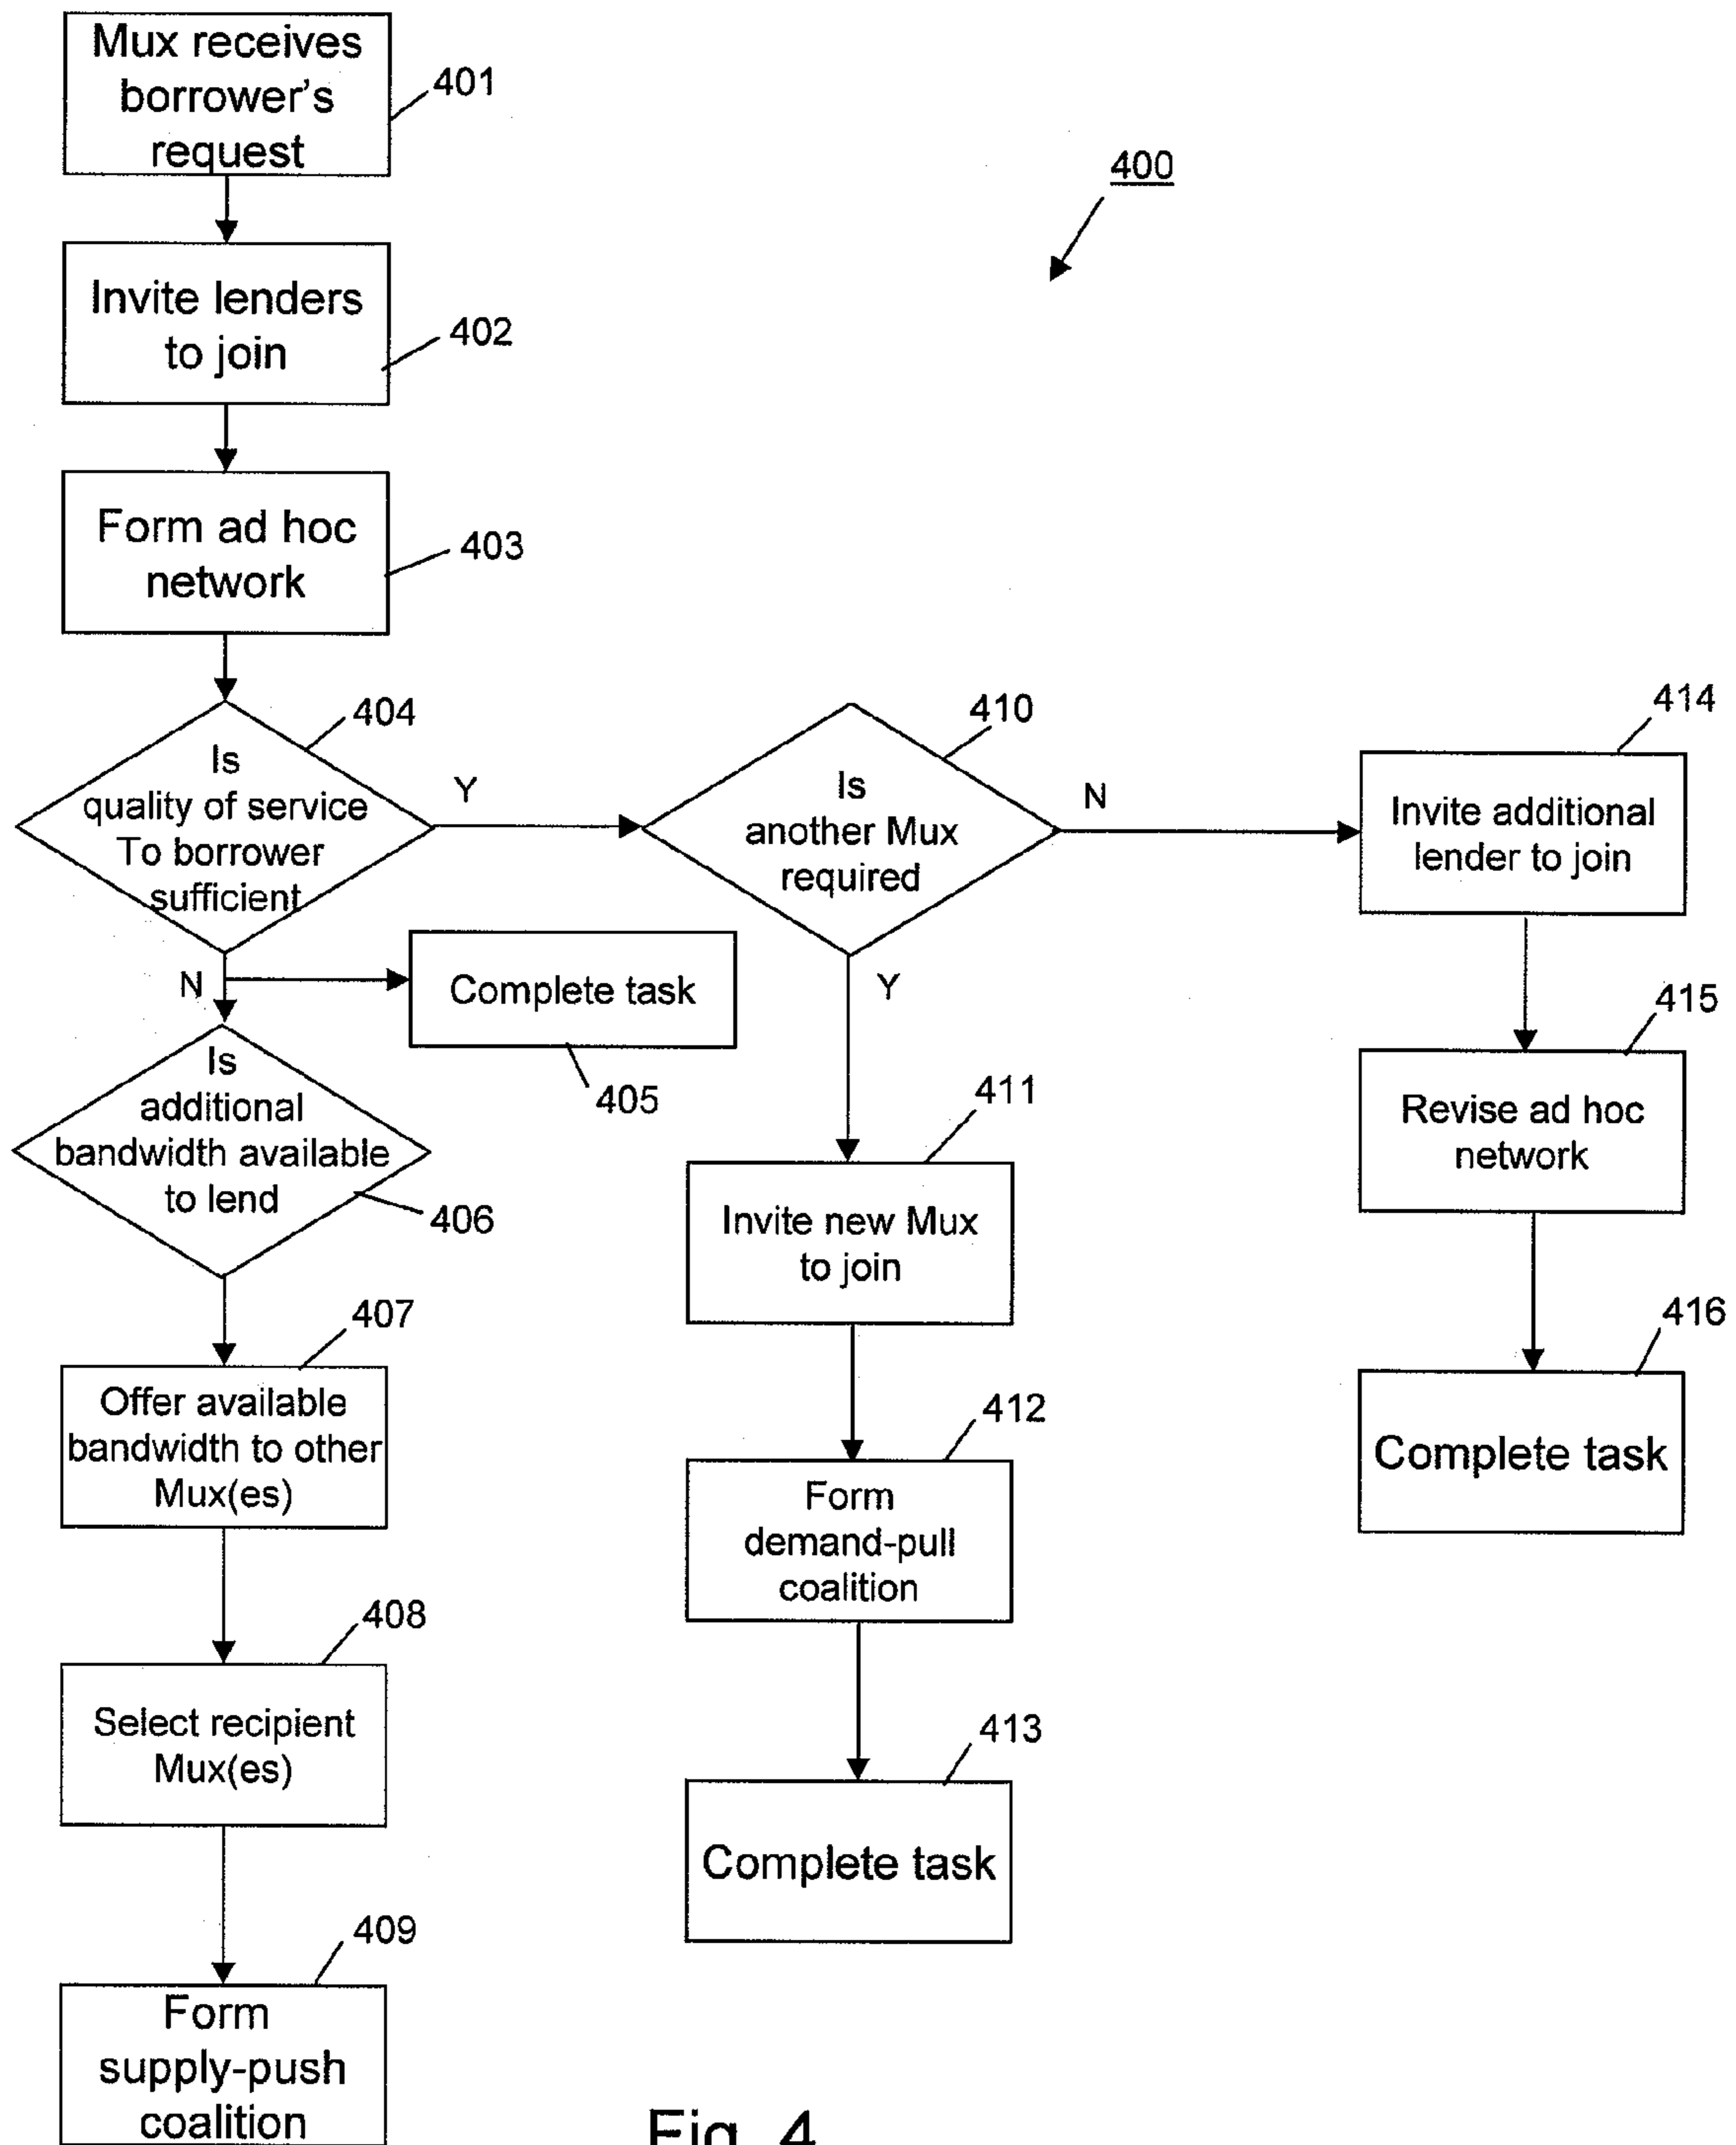 Mux receives
borrower's
request
401
400
Invite lenders
to join
402
Form ad hoc
network
403
404
Is
quality of service
To borrower
sufficient
Y
N
410
Is
another Mux
required
N
Y
414
Invite additional
lender to join
Complete task
405
415
Revise ad hoc
network
Is
additional
bandwidth available
to lend
406
411
Invite new Mux
to join
416
Complete task
407
Offer available
bandwidth to other
Mux(es)
412
Form
demand-pull
coalition
408
Select recipient
Mux(es)
413
Complete task
409
Form
supply-push
coalition
Fig. 4